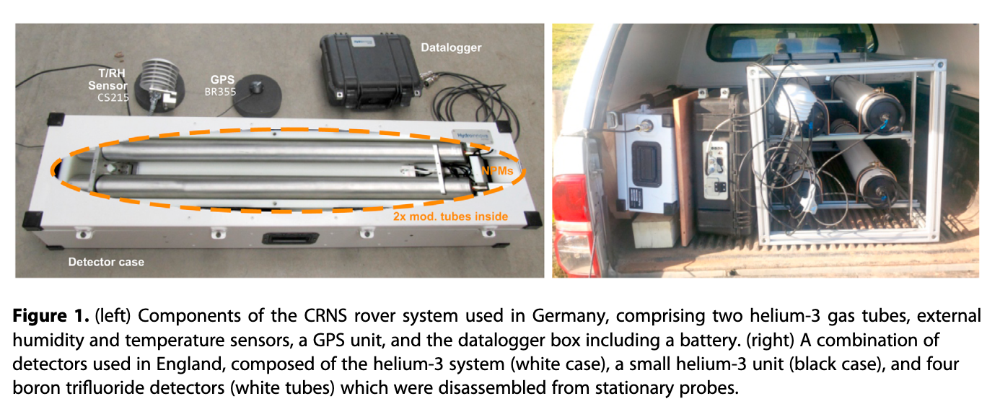 T/RH
Sensor
CS215
GPS
BR355
Datalogger
Hydroinnova
NPMs
2x mod. tubes inside
Detector case
Figure 1. (left) Components of the CRNS rover system used in Germany, comprising two helium-3 gas tubes, external
humidity and temperature sensors, a GPS unit, and the datalogger box including a battery. (right) A combination of
detectors used in England, composed of the helium-3 system (white case), a small helium-3 unit (black case), and four
boron trifluoride detectors (white tubes) which were disassembled from stationary probes.